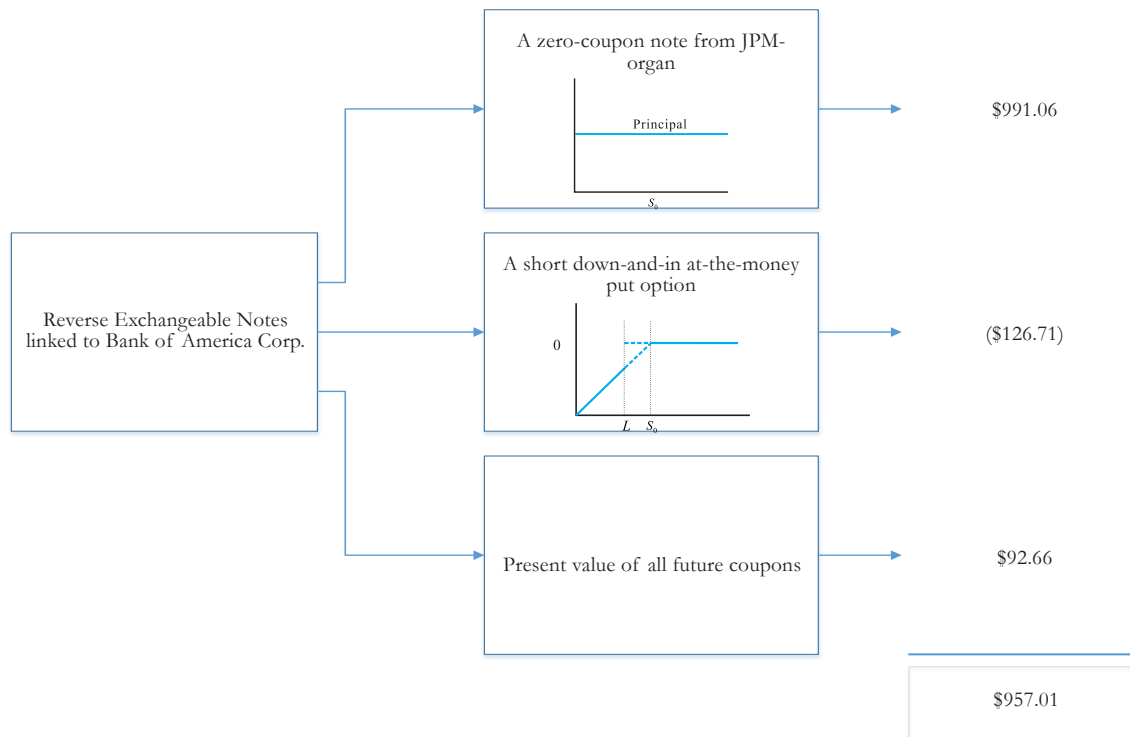 A zero-coupon note from JPM-
organ
Principal
S₀
$991.06
Reverse Exchangeable Notes
linked to Bank of America Corp.
A short down-and-in at-the-money
put option
0
L S₀
($126.71)
Present value of all future coupons
$92.66
$957.01